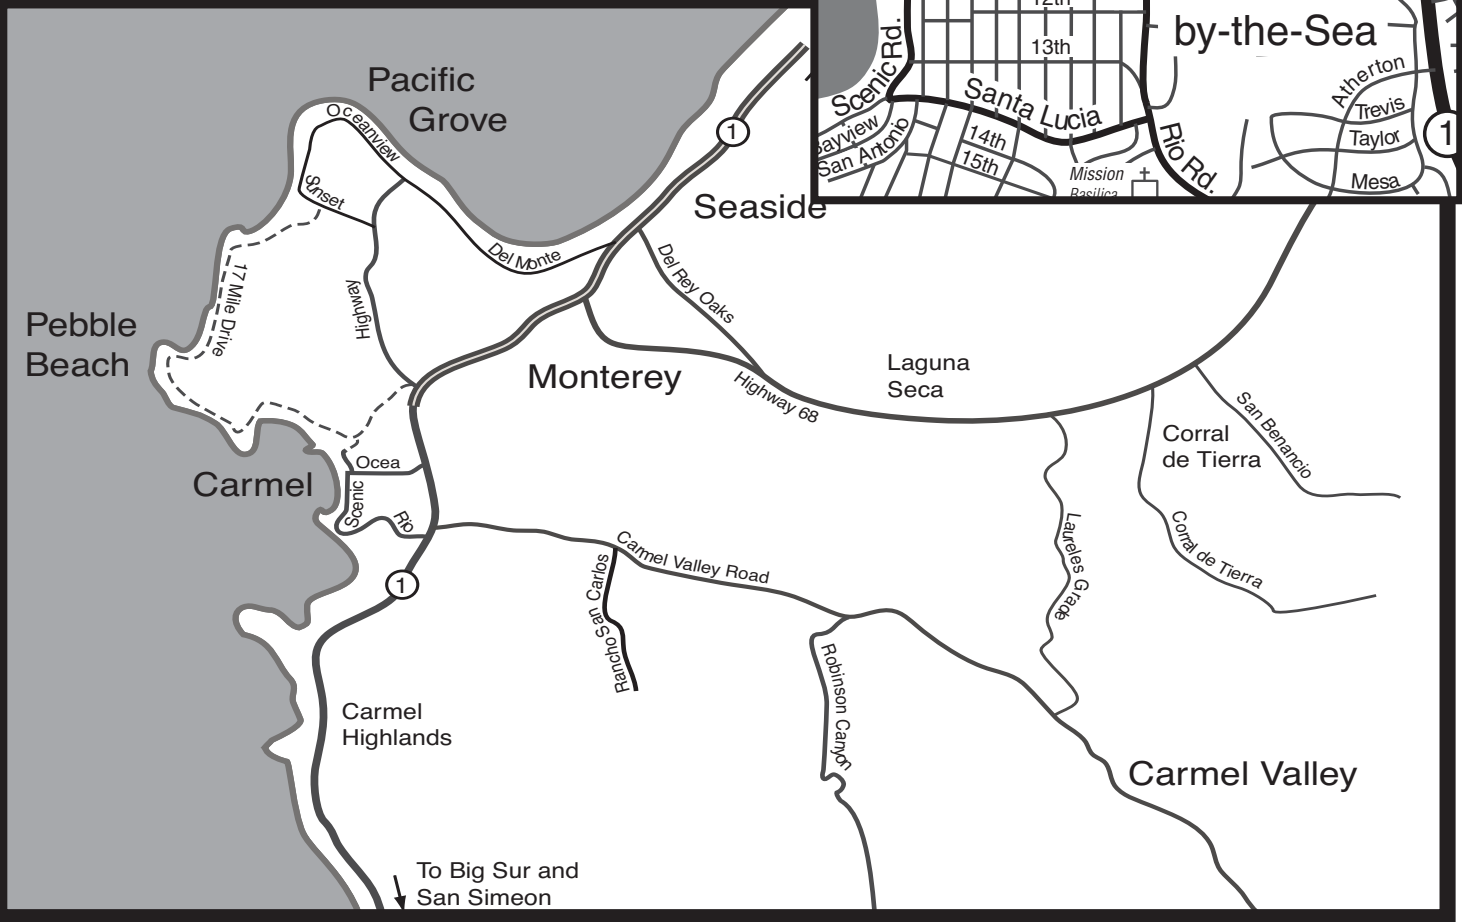 12th
by-the-Sea
13th
Scenic Rd.
Santa Lucia
Atherton
Trevis
Taylor
Mesa
1
San Antonio
14th
15th
Rio Rd.
Mission
Basilica
Pacific
Grove
Oceanview
1
Sunset
Seaside
Del Monte
Del Rey Oaks
17 Mile Drive
Highway
Pebble
Beach
Monterey
Highway 68
Laguna
Seca
San Benancio
Corral
de Tierra
Ocea
Carmel
Scenic
Rio
Laureles Grade
Corral de Tierra
Carmel Valley Road
1
Rancho San Carlos
Robinson Canyon
Carmel
Highlands
Carmel Valley
To Big Sur and
San Simeon